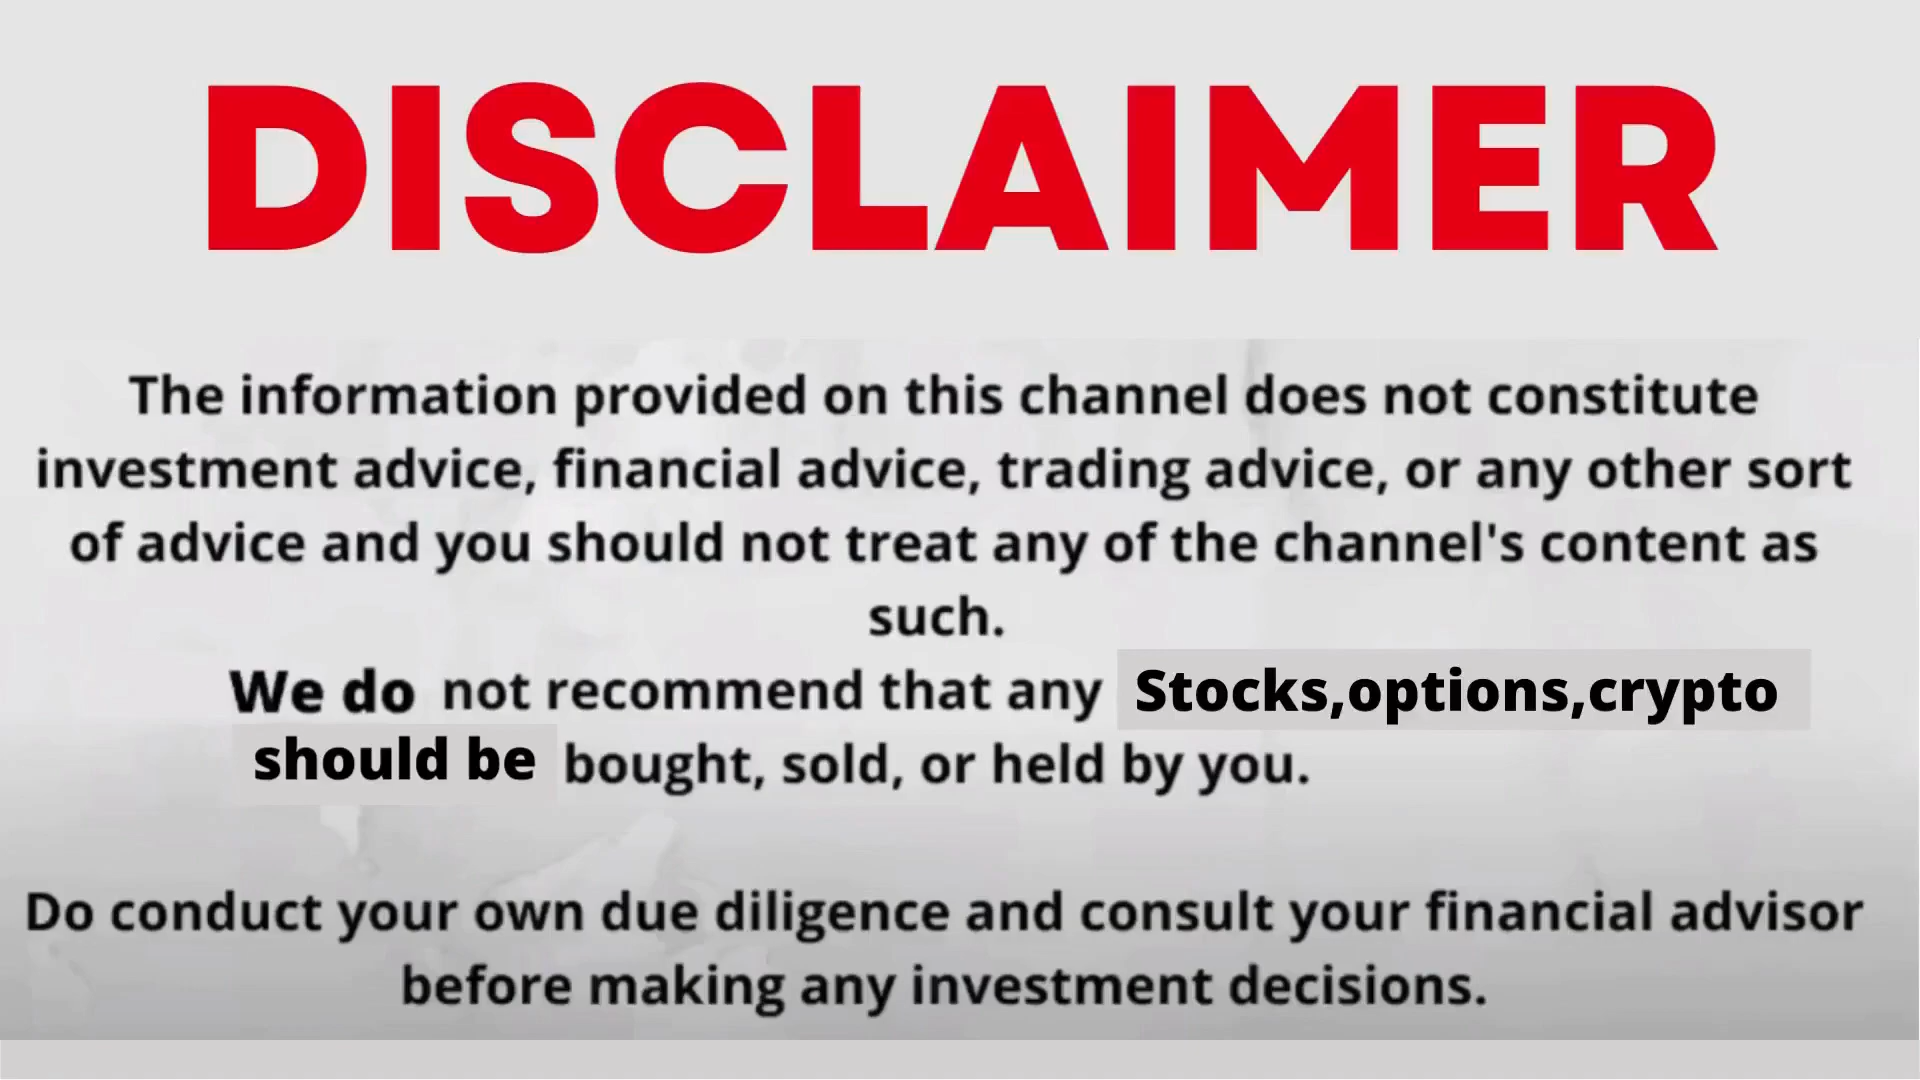 DISCLAIMER
The information provided on this channel does not constitute
investment advice, financial advice, trading advice, or any other sort
of advice and you should not treat any of the channel's content as
such.
We do not recommend that any Stocks,options,crypto
should be bought, sold, or held by you.
Do conduct your own due diligence and consult your financial advisor
before making any investment decisions.